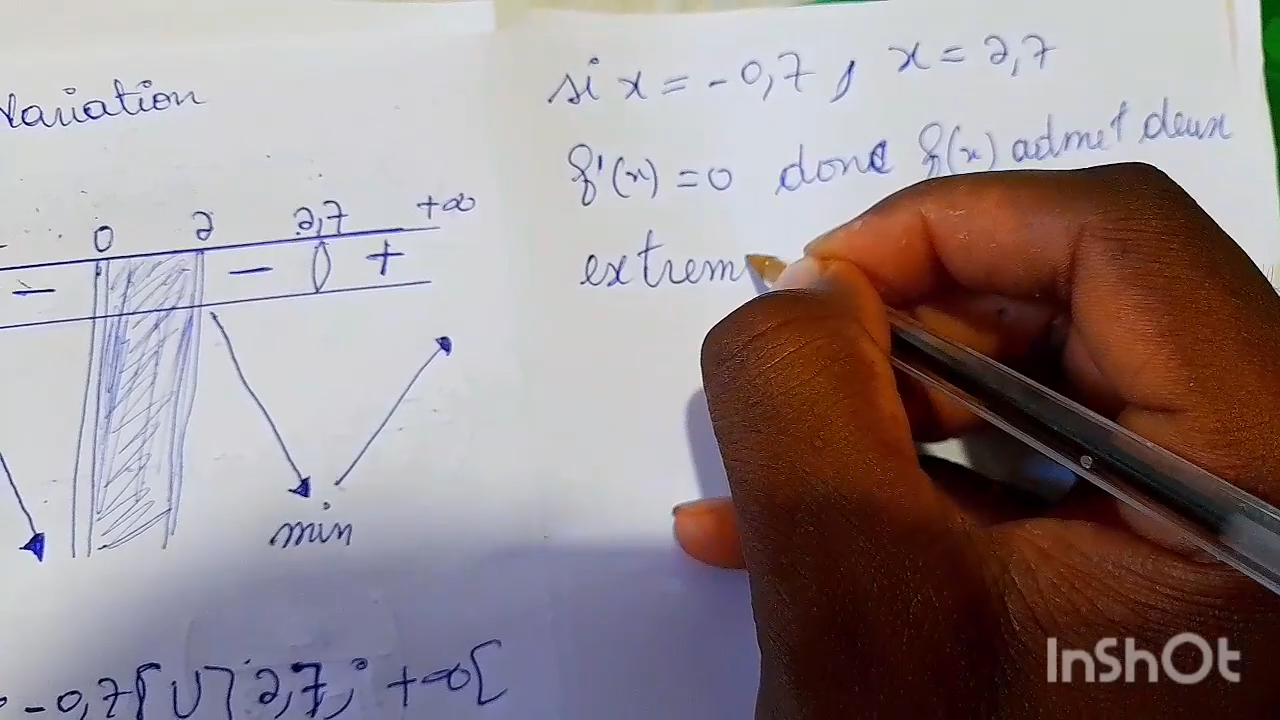 Variation
si x = -0,7, x = 2,7
f'(x) = 0 donc f(x) admet deux
extrem
0 2 2,7 +∞
- - 0 +
min
-0,7[ U ] 2,7; +∞[
InShOt